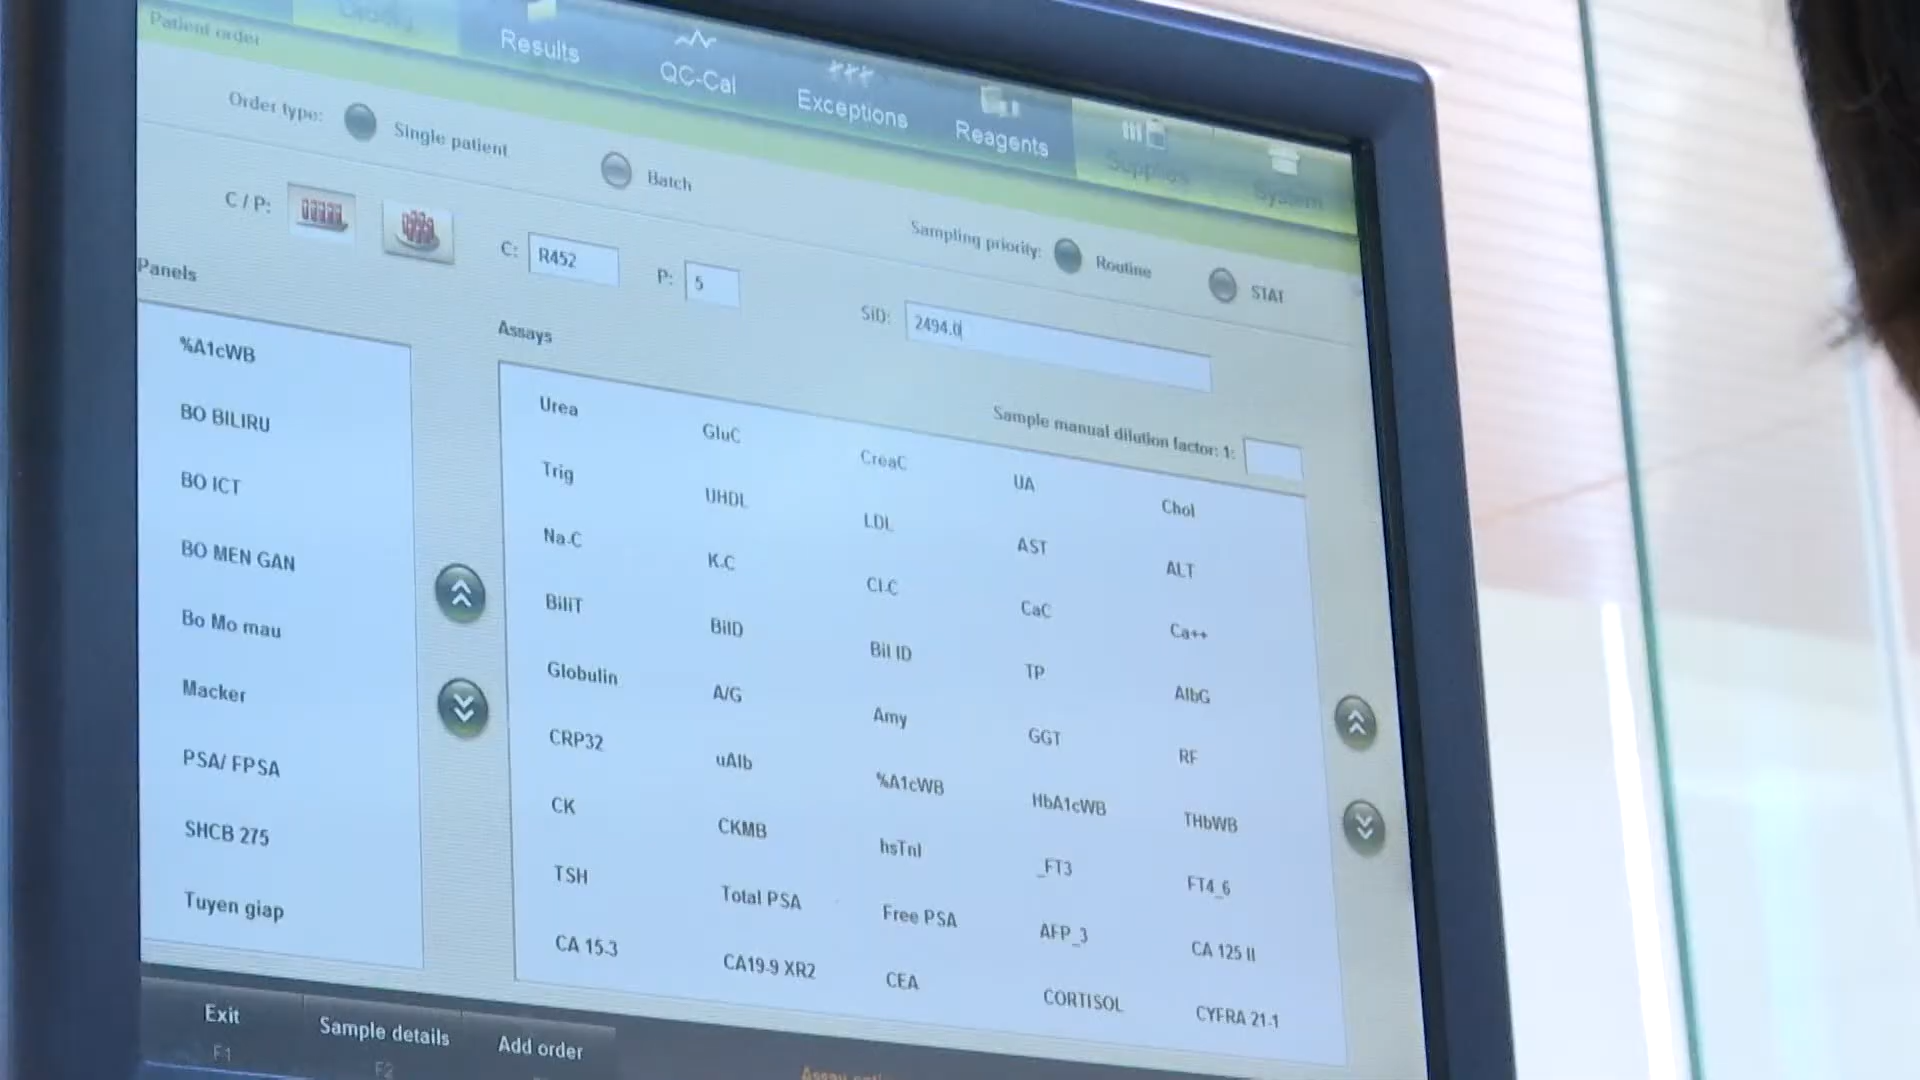 Orders
Results
QC-Cal
Exceptions
Reagents
Supplies
System
Patient order
Order type: Single patient Batch
Sampling priority: Routine STAT
C / P: C: R452 P: 5
SID: 2494.0
Panels
Assays
Sample manual dilution factor: 1:
%A1cWB
BO BILIRU
BO ICT
BO MEN GAN
Bo Mo mau
Macker
PSA/ FPSA
SHCB 275
Tuyen giap
Urea GluC CreaC UA Chol
Trig UHDL LDL AST ALT
Na-C K-C Cl-C CaC Ca++
BiliT BilD Bil ID TP AlbG
Globulin A/G Amy GGT RF
CRP32 uAlb %A1cWB HbA1cWB THbWB
CK CKMB hsTnI _FT3 FT4_6
TSH Total PSA Free PSA AFP_3 CA 125 II
CA 15-3 CA19-9 XR2 CEA CORTISOL CYFRA 21-1
Exit Sample details Add order
F1 F2
Assay